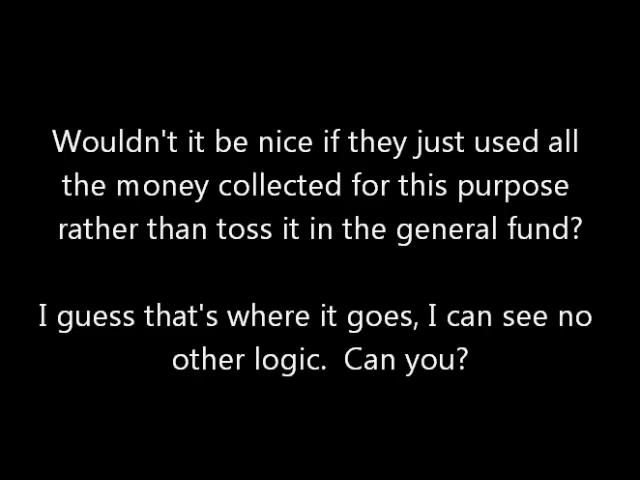 Wouldn't it be nice if they just used all
the money collected for this purpose
rather than toss it in the general fund?
I guess that's where it goes, I can see no
other logic.  Can you?